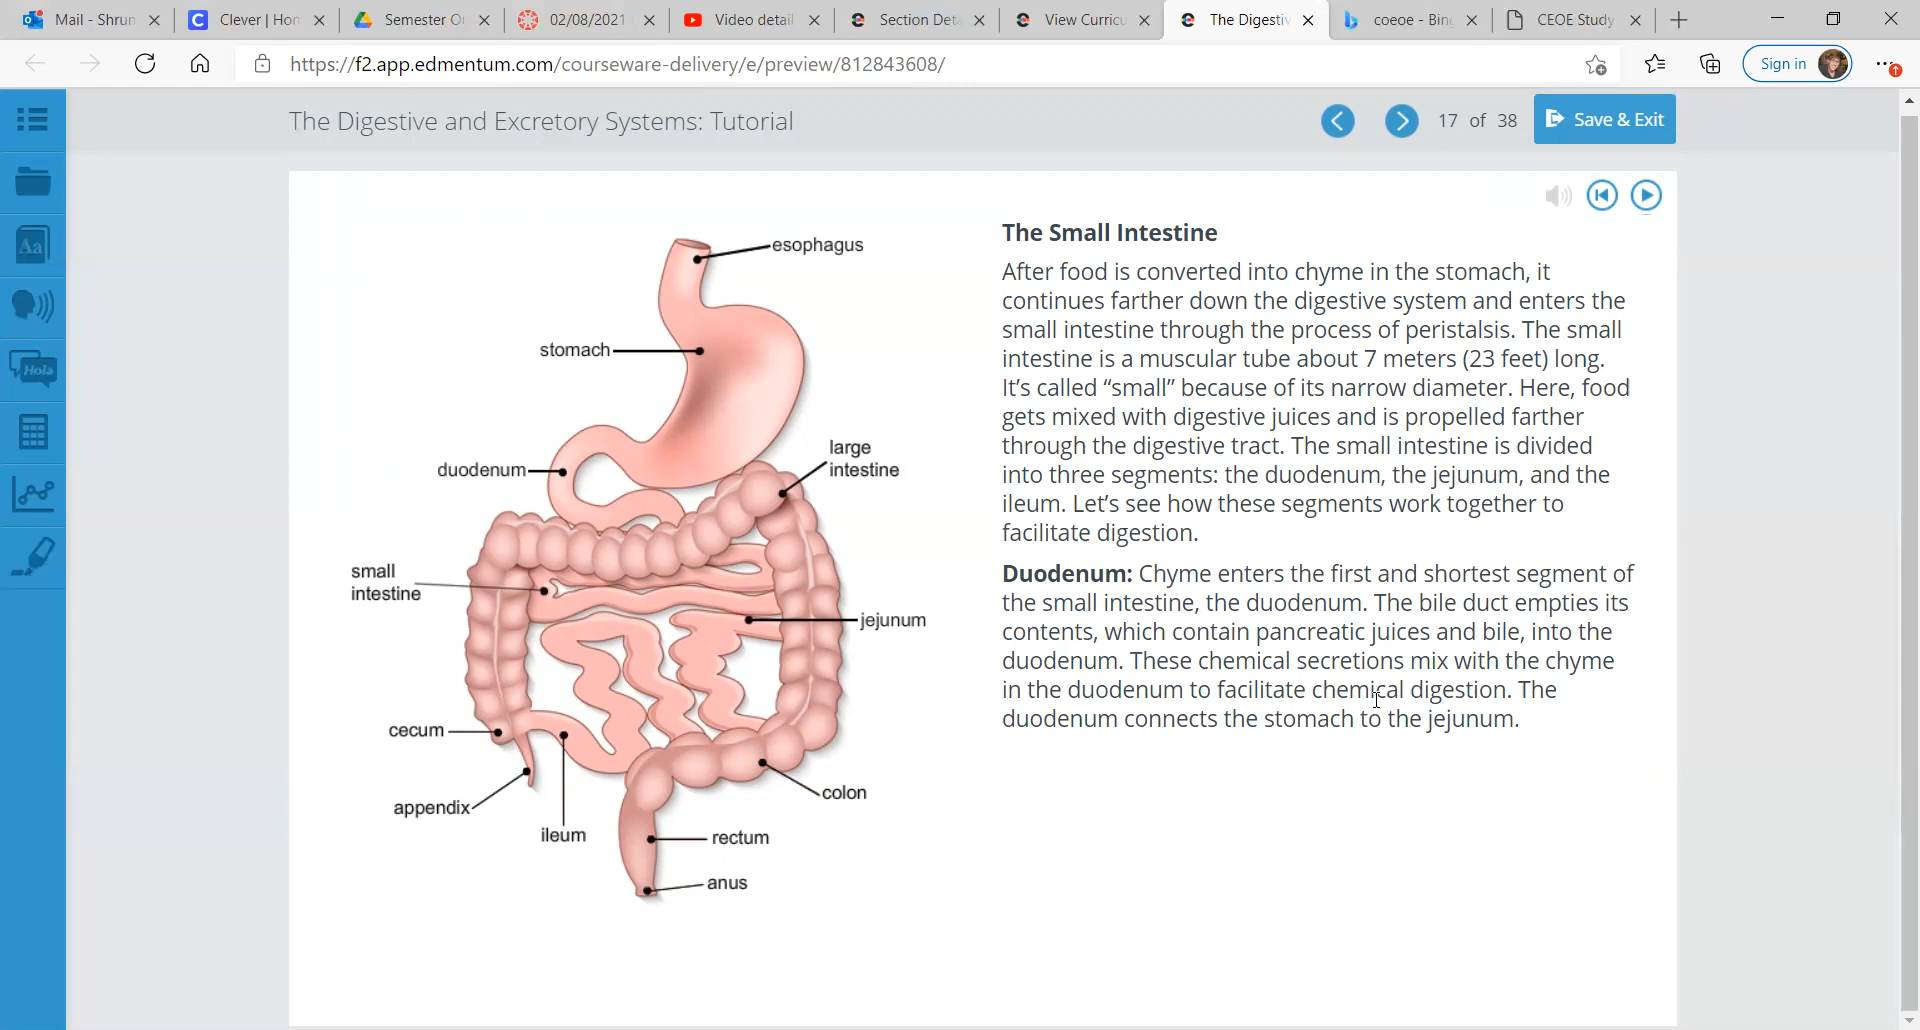 Mail - Shrun
Clever | Hon
Semester O
02/08/2021
Video detail
Section Deta
View Curricu
The Digestiv
coeoe - Bing
CEOE Study
https://f2.app.edmentum.com/courseware-delivery/e/preview/812843608/
Sign in
The Digestive and Excretory Systems: Tutorial
17 of 38
Save & Exit
Aa
Hola
esophagus
stomach
duodenum
large
intestine
small
intestine
jejunum
cecum
appendix
ileum
colon
rectum
anus
The Small Intestine
After food is converted into chyme in the stomach, it
continues farther down the digestive system and enters the
small intestine through the process of peristalsis. The small
intestine is a muscular tube about 7 meters (23 feet) long.
It’s called “small” because of its narrow diameter. Here, food
gets mixed with digestive juices and is propelled farther
through the digestive tract. The small intestine is divided
into three segments: the duodenum, the jejunum, and the
ileum. Let’s see how these segments work together to
facilitate digestion.
Duodenum: Chyme enters the first and shortest segment of
the small intestine, the duodenum. The bile duct empties its
contents, which contain pancreatic juices and bile, into the
duodenum. These chemical secretions mix with the chyme
in the duodenum to facilitate chemical digestion. The
duodenum connects the stomach to the jejunum.